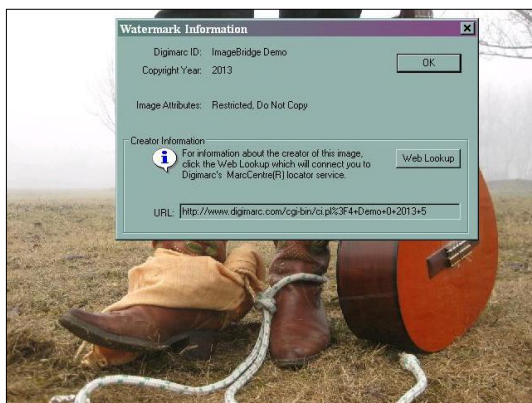 Watermark Information
Digimarc ID: ImageBridge Demo
OK
Copyright Year: 2013
Image Attributes: Restricted, Do Not Copy
Creator Information
For information about the creator of this image,
click the Web Lookup which will connect you to
Digimarc's MarcCentre(R) locator service.
Web Lookup
URL: http://www.digimarc.com/cgi-bin/ci.pl%3F4+Demo+0+2013+5